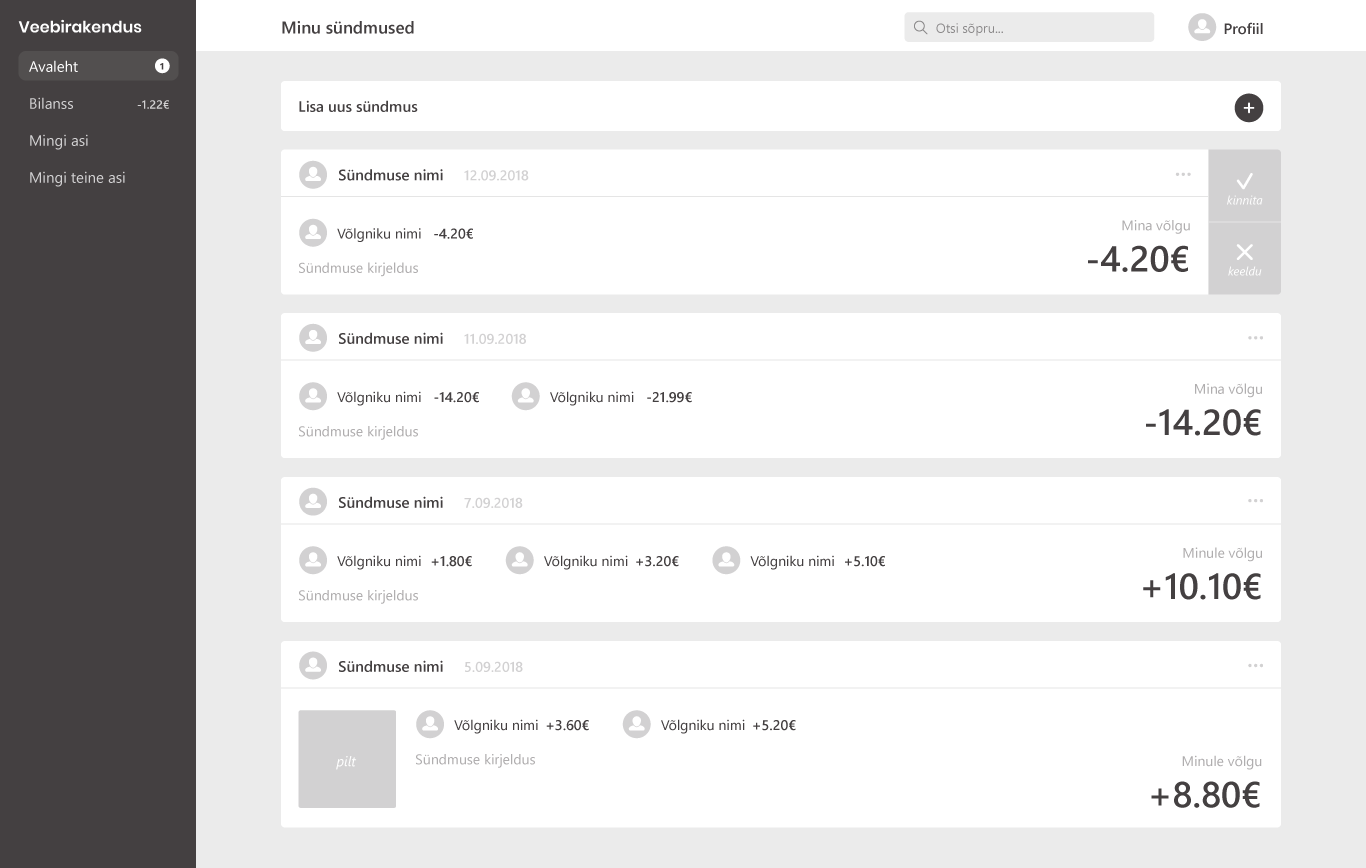 Veebirakendus
Avaleht 1
Bilanss -1.22€
Mingi asi
Mingi teine asi
Minu sündmused
Otsi sõpru...
Profiil
Lisa uus sündmus
Sündmuse nimi 12.09.2018
Võlgniku nimi -4.20€
Sündmuse kirjeldus
Mina võlgu
-4.20€
kinnita
keeldu
Sündmuse nimi 11.09.2018
Võlgniku nimi -14.20€ Võlgniku nimi -21.99€
Sündmuse kirjeldus
Mina võlgu
-14.20€
Sündmuse nimi 7.09.2018
Võlgniku nimi +1.80€ Võlgniku nimi +3.20€ Võlgniku nimi +5.10€
Sündmuse kirjeldus
Minule võlgu
+10.10€
Sündmuse nimi 5.09.2018
pilt
Võlgniku nimi +3.60€ Võlgniku nimi +5.20€
Sündmuse kirjeldus
Minule võlgu
+8.80€